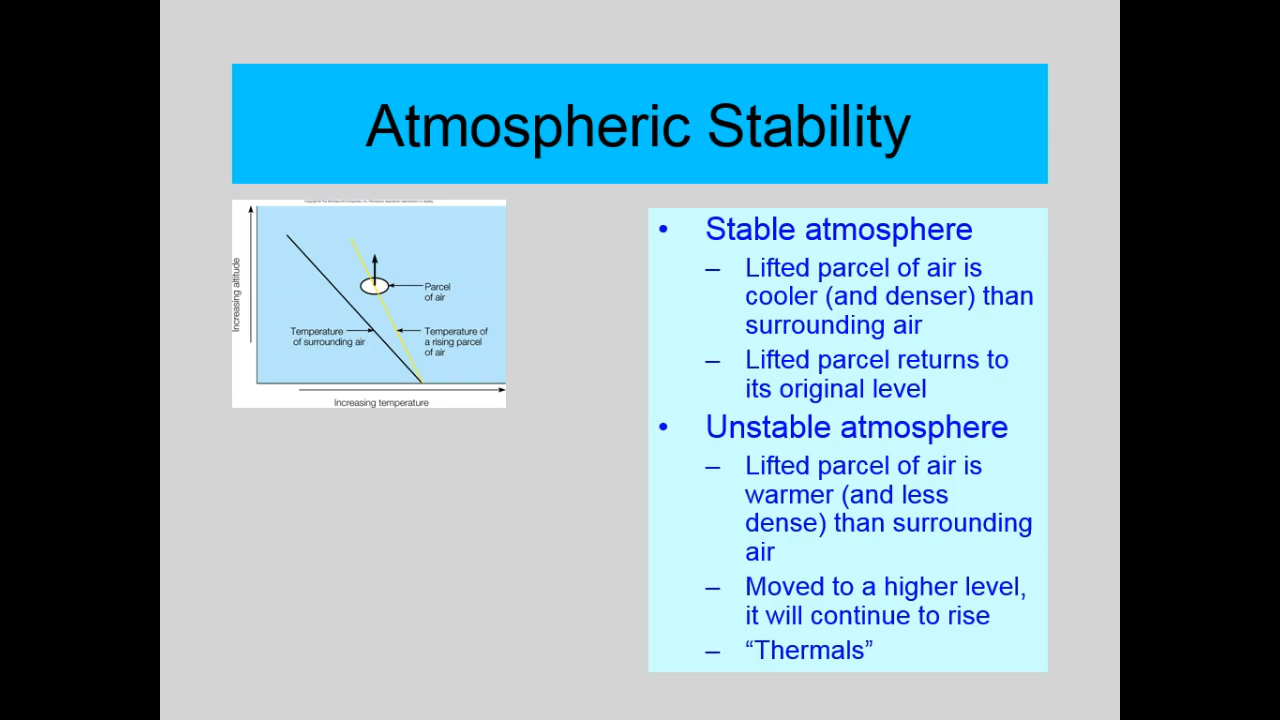 Atmospheric Stability
Increasing altitude
Parcel
of air
Temperature
of surrounding air
Temperature of
a rising parcel
of air
Increasing temperature
• Stable atmosphere
– Lifted parcel of air is
cooler (and denser) than
surrounding air
– Lifted parcel returns to
its original level
• Unstable atmosphere
– Lifted parcel of air is
warmer (and less
dense) than surrounding
air
– Moved to a higher level,
it will continue to rise
– “Thermals”